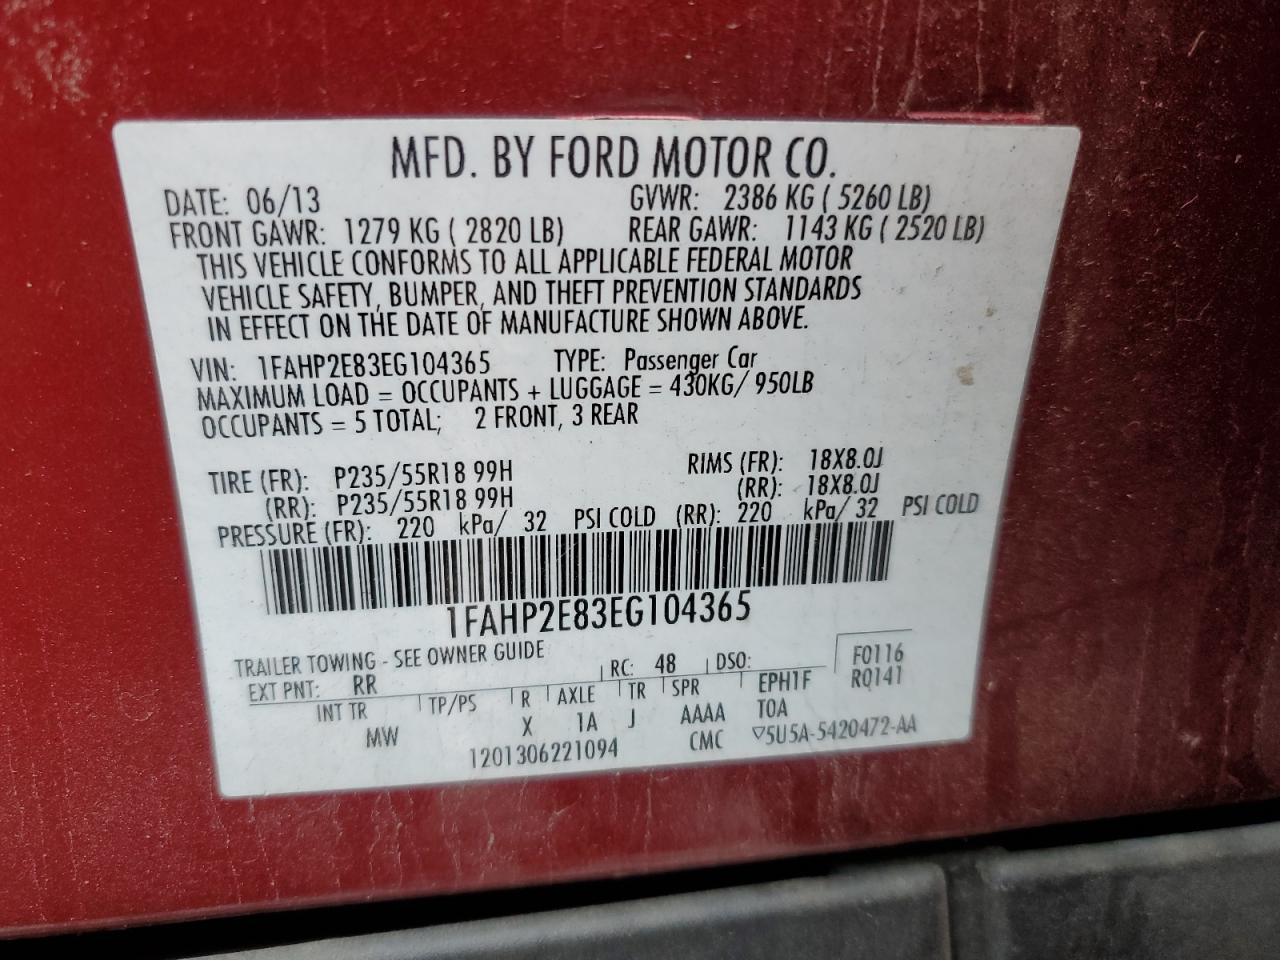 MFD. BY FORD MOTOR CO.
DATE: 06/13 GVWR: 2386 KG ( 5260 LB)
FRONT GAWR: 1279 KG ( 2820 LB) REAR GAWR: 1143 KG ( 2520 LB)
THIS VEHICLE CONFORMS TO ALL APPLICABLE FEDERAL MOTOR
VEHICLE SAFETY, BUMPER, AND THEFT PREVENTION STANDARDS
IN EFFECT ON THE DATE OF MANUFACTURE SHOWN ABOVE.
VIN: 1FAHP2E83EG104365 TYPE: Passenger Car
MAXIMUM LOAD = OCCUPANTS + LUGGAGE = 430KG/ 950LB
OCCUPANTS = 5 TOTAL; 2 FRONT, 3 REAR
TIRE (FR): P235/55R18 99H RIMS (FR): 18X8.0J
(RR): P235/55R18 99H (RR): 18X8.0J
PRESSURE (FR): 220 kPa/ 32 PSI COLD (RR): 220 kPa/ 32 PSI COLD
1FAHP2E83EG104365
TRAILER TOWING - SEE OWNER GUIDE
EXT PNT: RR RC: 48 DSO: F0116
RQ141
INT TR TP/PS R AXLE TR SPR EPH1F
MW X 1A J AAAA TOA
1201306221094 CMC ▽5U5A-5420472-AA